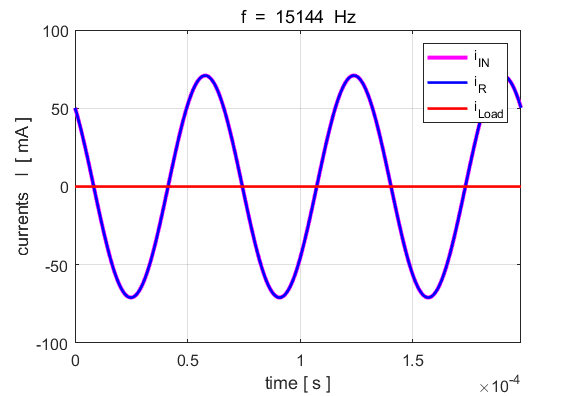 f = 15144 Hz
100
50
0
-50
-100
currents I [ mA ]
i_IN
i_R
i_Load
0
0.5
1
1.5
×10^-4
time [ s ]